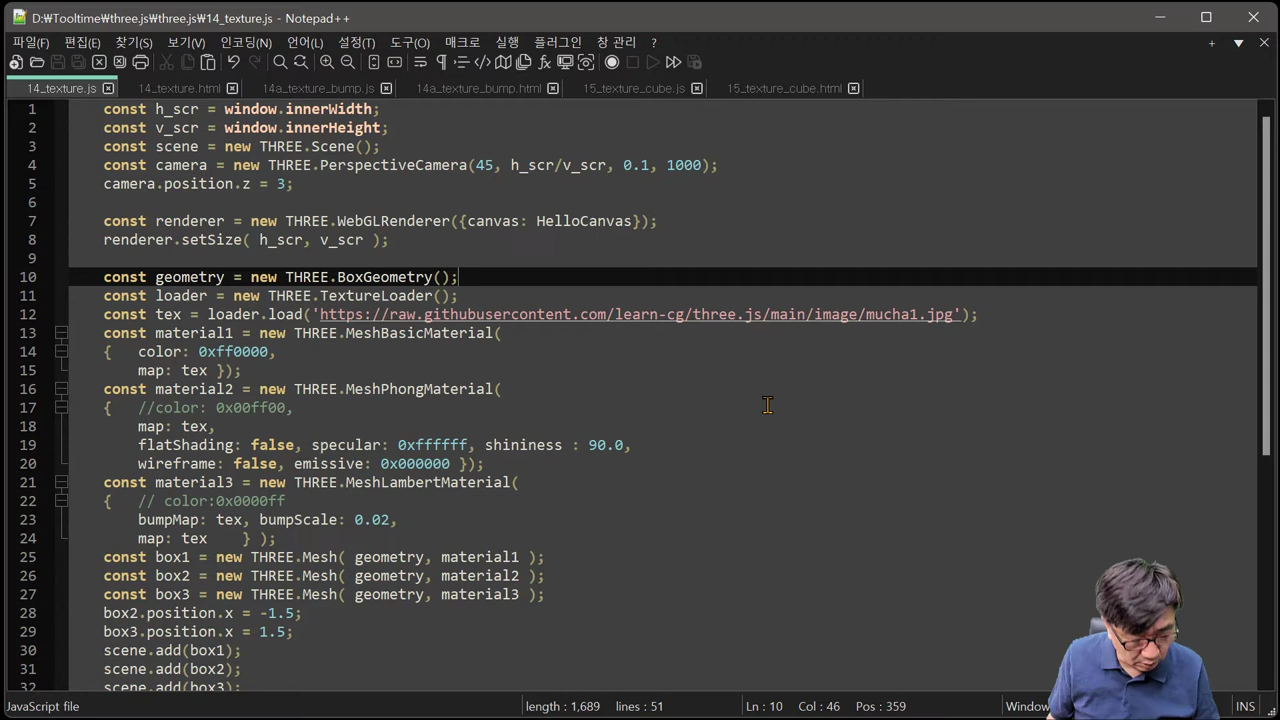 D:\Tooltime\three.js\three.js\14_texture.js - Notepad++
파일(F) 편집(E) 찾기(S) 보기(V) 인코딩(N) 언어(L) 설정(T) 도구(O) 매크로 실행 플러그인 창 관리 ?
14_texture.js 14_texture.html 14a_texture_bump.js 14a_texture_bump.html 15_texture_cube.js 15_texture_cube.html
1 const h_scr = window.innerWidth;
2 const v_scr = window.innerHeight;
3 const scene = new THREE.Scene();
4 const camera = new THREE.PerspectiveCamera(45, h_scr/v_scr, 0.1, 1000);
5 camera.position.z = 3;
6
7 const renderer = new THREE.WebGLRenderer({canvas: HelloCanvas});
8 renderer.setSize( h_scr, v_scr );
9
10 const geometry = new THREE.BoxGeometry();
11 const loader = new THREE.TextureLoader();
12 const tex = loader.load('https://raw.githubusercontent.com/learn-cg/three.js/main/image/mucha1.jpg');
13 const material1 = new THREE.MeshBasicMaterial(
14 { color: 0xff0000,
15 map: tex });
16 const material2 = new THREE.MeshPhongMaterial(
17 { //color: 0x00ff00,
18 map: tex,
19 flatShading: false, specular: 0xffffff, shininess : 90.0,
20 wireframe: false, emissive: 0x000000 });
21 const material3 = new THREE.MeshLambertMaterial(
22 { // color:0x0000ff
23 bumpMap: tex, bumpScale: 0.02,
24 map: tex } );
25 const box1 = new THREE.Mesh( geometry, material1 );
26 const box2 = new THREE.Mesh( geometry, material2 );
27 const box3 = new THREE.Mesh( geometry, material3 );
28 box2.position.x = -1.5;
29 box3.position.x = 1.5;
30 scene.add(box1);
31 scene.add(box2);
32 scene.add(box3);
JavaScript file length : 1,689 lines : 51 Ln : 10 Col : 46 Pos : 359 Window INS